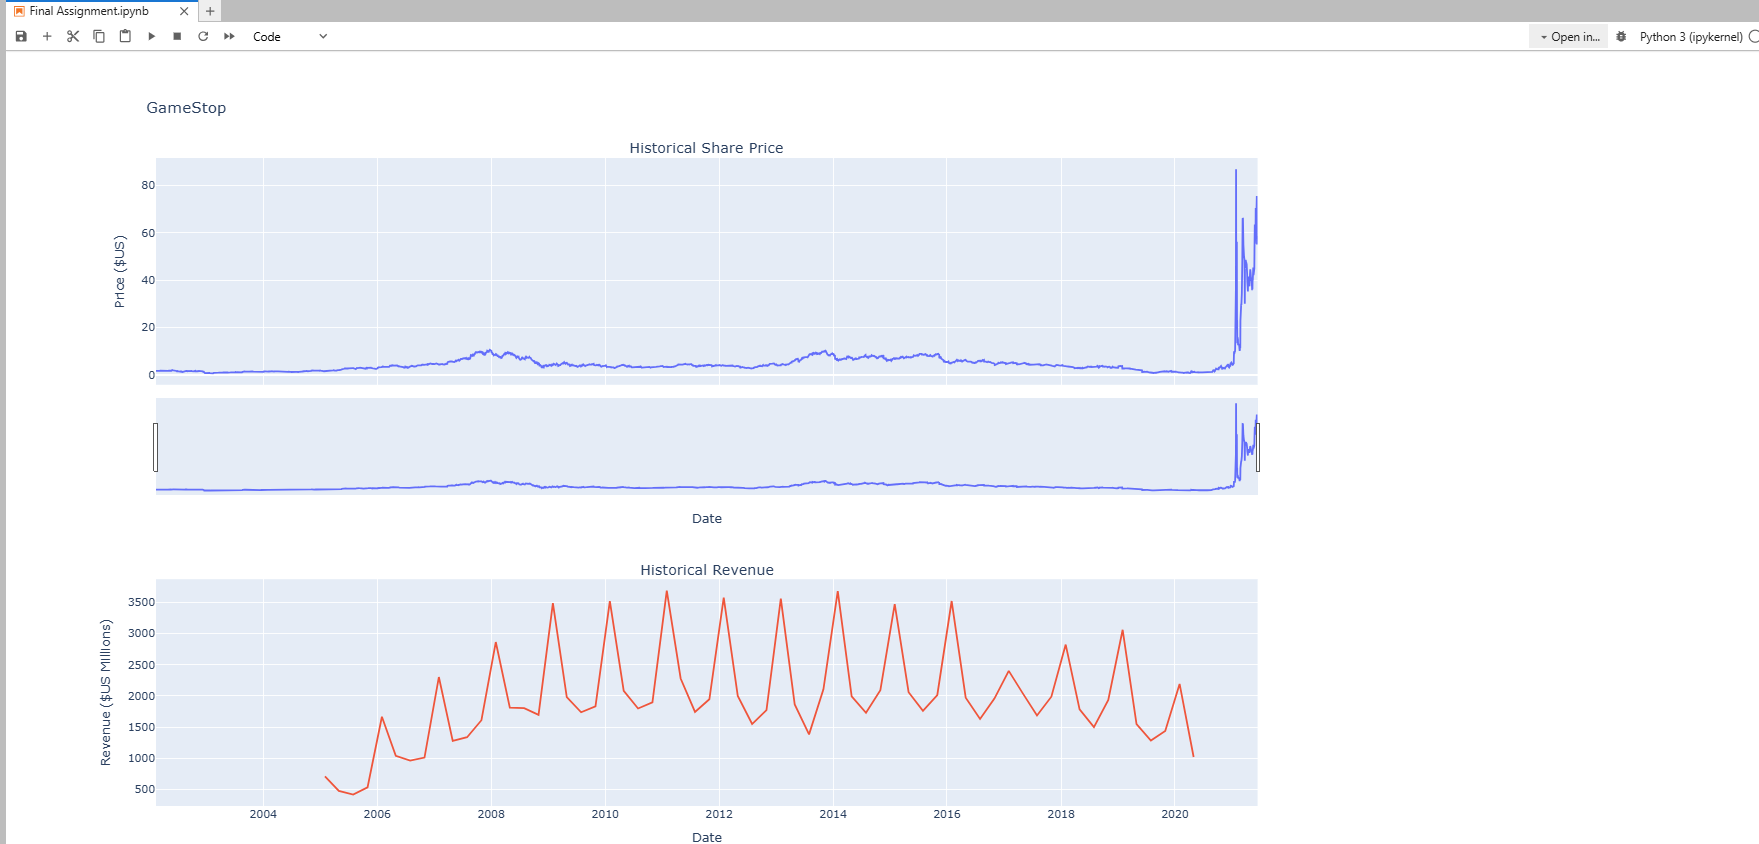 Final Assignment.ipynb
Code
Open in...
Python 3 (ipykernel)
GameStop
Historical Share Price
Price ($US)
80
60
40
20
0
Date
Historical Revenue
Revenue ($US Millions)
3500
3000
2500
2000
1500
1000
500
2004 2006 2008 2010 2012 2014 2016 2018 2020
Date